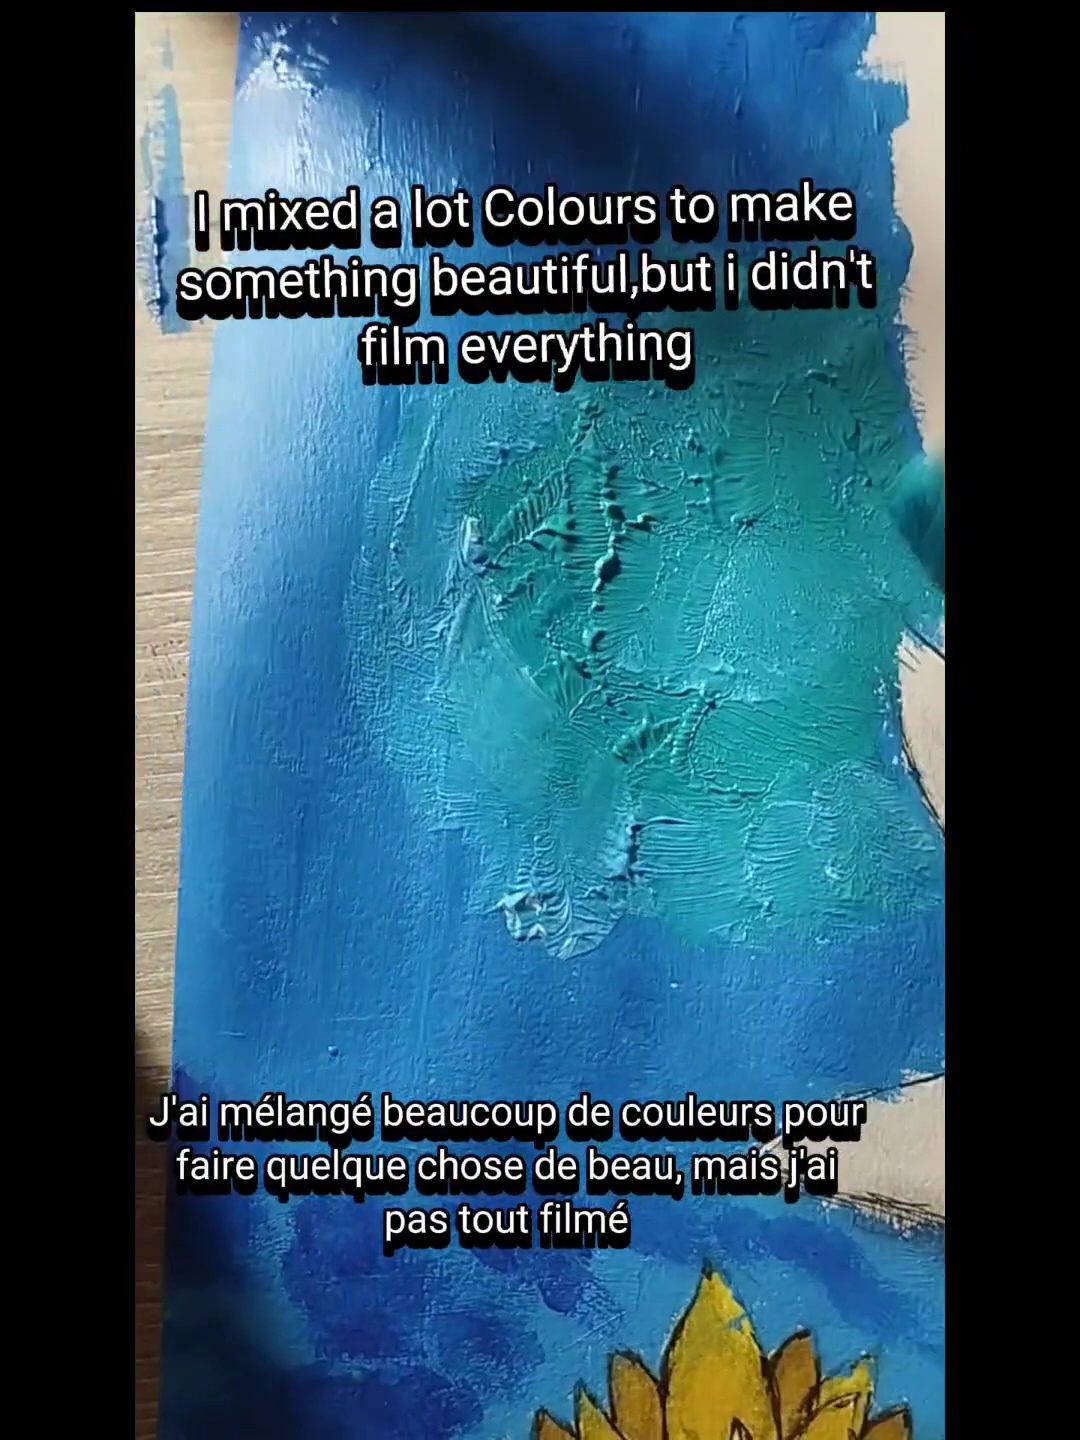 I mixed a lot Colours to make
something beautiful,but i didn't
film everything
J'ai mélangé beaucoup de couleurs pour
faire quelque chose de beau, mais j'ai
pas tout filmé